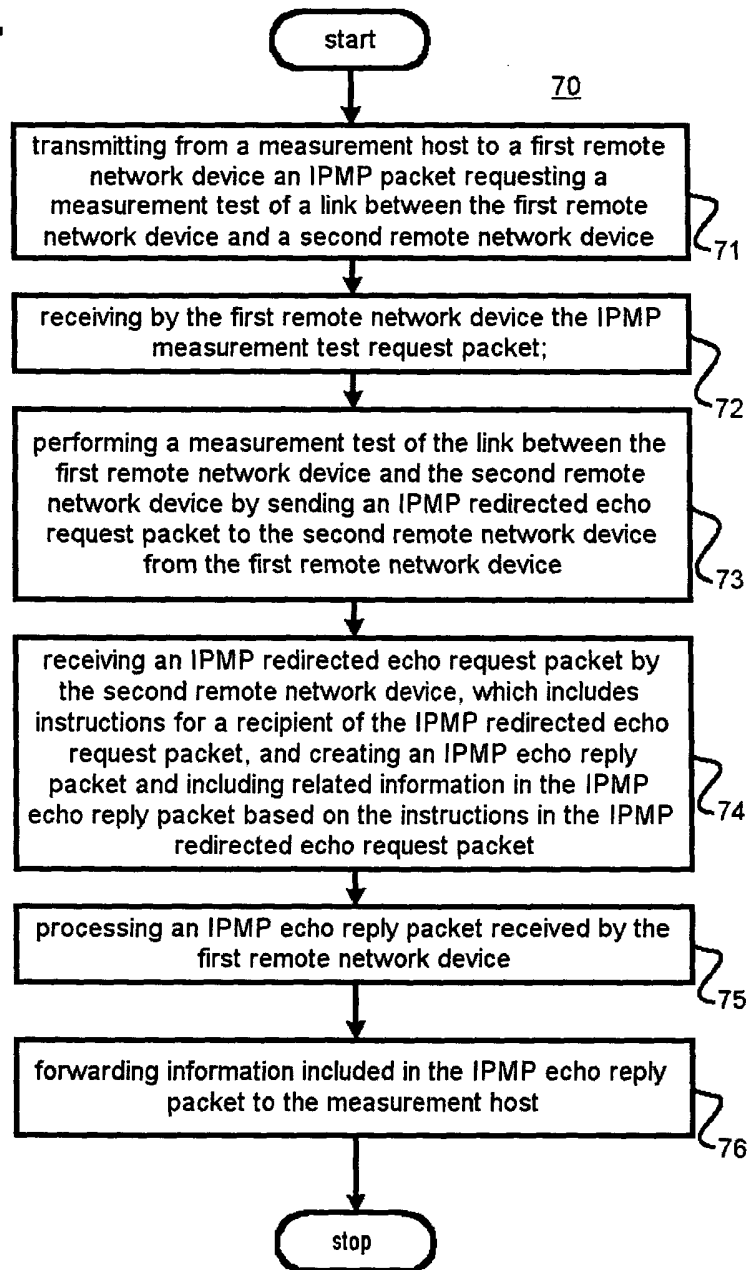 start
70
transmitting from a measurement host to a first remote
network device an IPMP packet requesting a
measurement test of a link between the first remote
network device and a second remote network device
71
receiving by the first remote network device the IPMP
measurement test request packet;
72
performing a measurement test of the link between the
first remote network device and the second remote
network device by sending an IPMP redirected echo
request packet to the second remote network device
from the first remote network device
73
receiving an IPMP redirected echo request packet by
the second remote network device, which includes
instructions for a recipient of the IPMP redirected echo
request packet, and creating an IPMP echo reply
packet and including related information in the IPMP
echo reply packet based on the instructions in the IPMP
redirected echo request packet
74
processing an IPMP echo reply packet received by the
first remote network device
75
forwarding information included in the IPMP echo reply
packet to the measurement host
76
stop